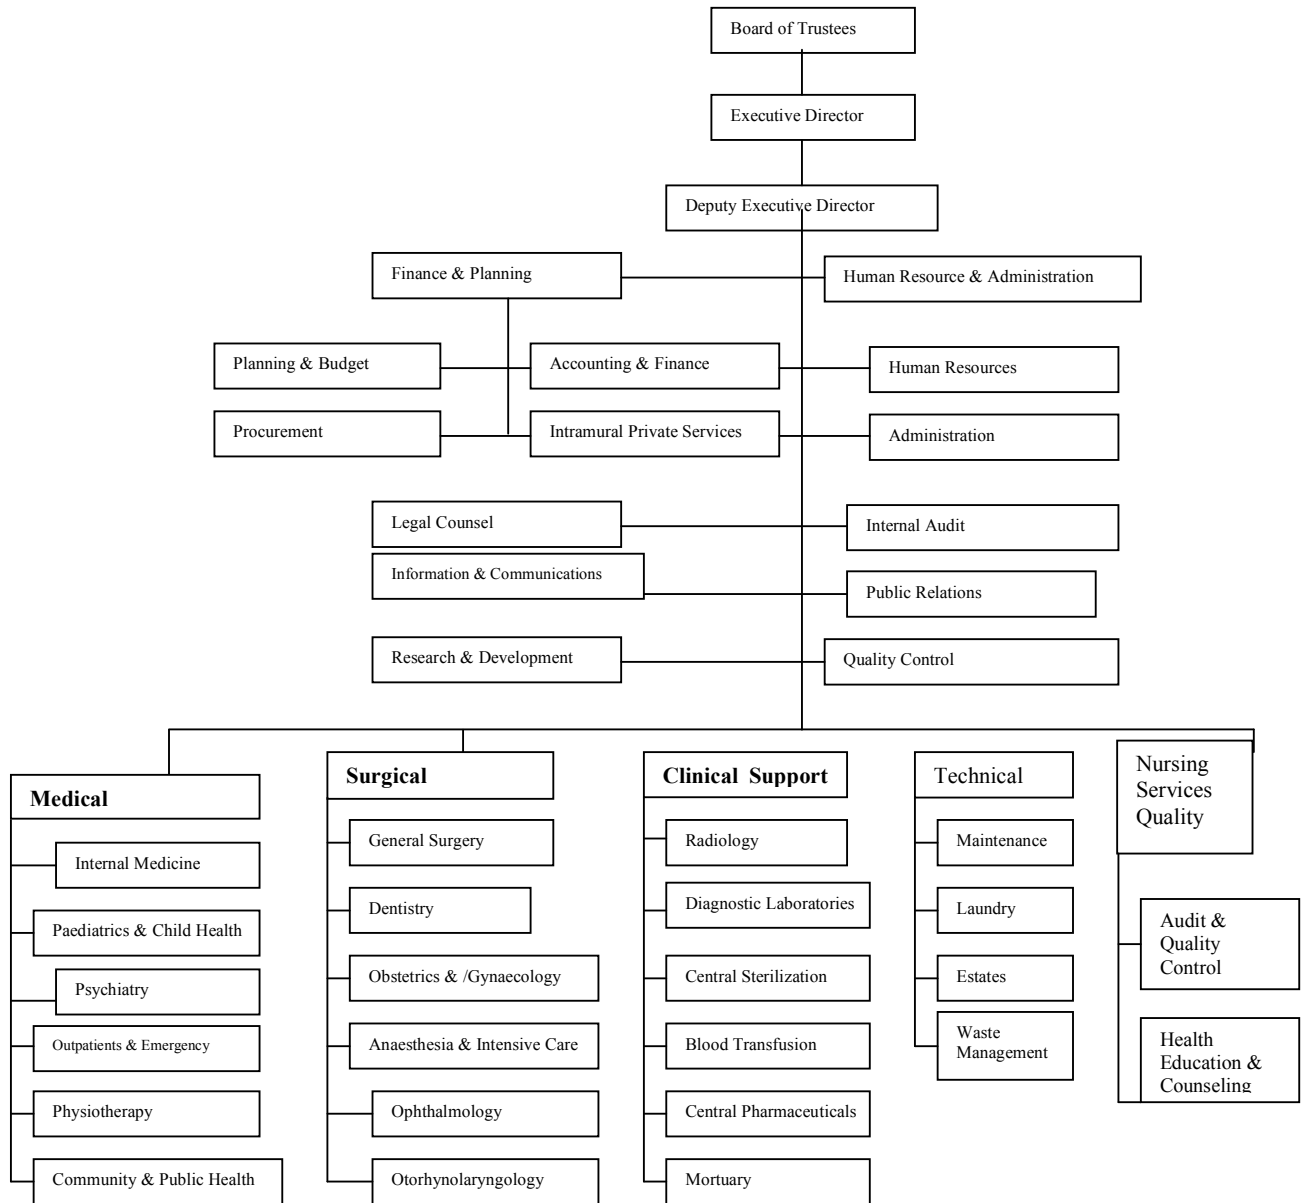 Board of Trustees
Executive Director
Deputy Executive Director
Finance & Planning
Human Resource & Administration
Planning & Budget
Accounting & Finance
Human Resources
Procurement
Intramural Private Services
Administration
Legal Counsel
Internal Audit
Information & Communications
Public Relations
Research & Development
Quality Control
Medical
Internal Medicine
Paediatrics & Child Health
Psychiatry
Outpatients & Emergency
Physiotherapy
Community & Public Health
Surgical
General Surgery
Dentistry
Obstetrics & /Gynaecology
Anaesthesia & Intensive Care
Ophthalmology
Otorhynolaryngology
Clinical Support
Radiology
Diagnostic Laboratories
Central Sterilization
Blood Transfusion
Central Pharmaceuticals
Mortuary
Technical
Maintenance
Laundry
Estates
Waste
Management
Nursing
Services
Quality
Audit &
Quality
Control
Health
Education &
Counseling